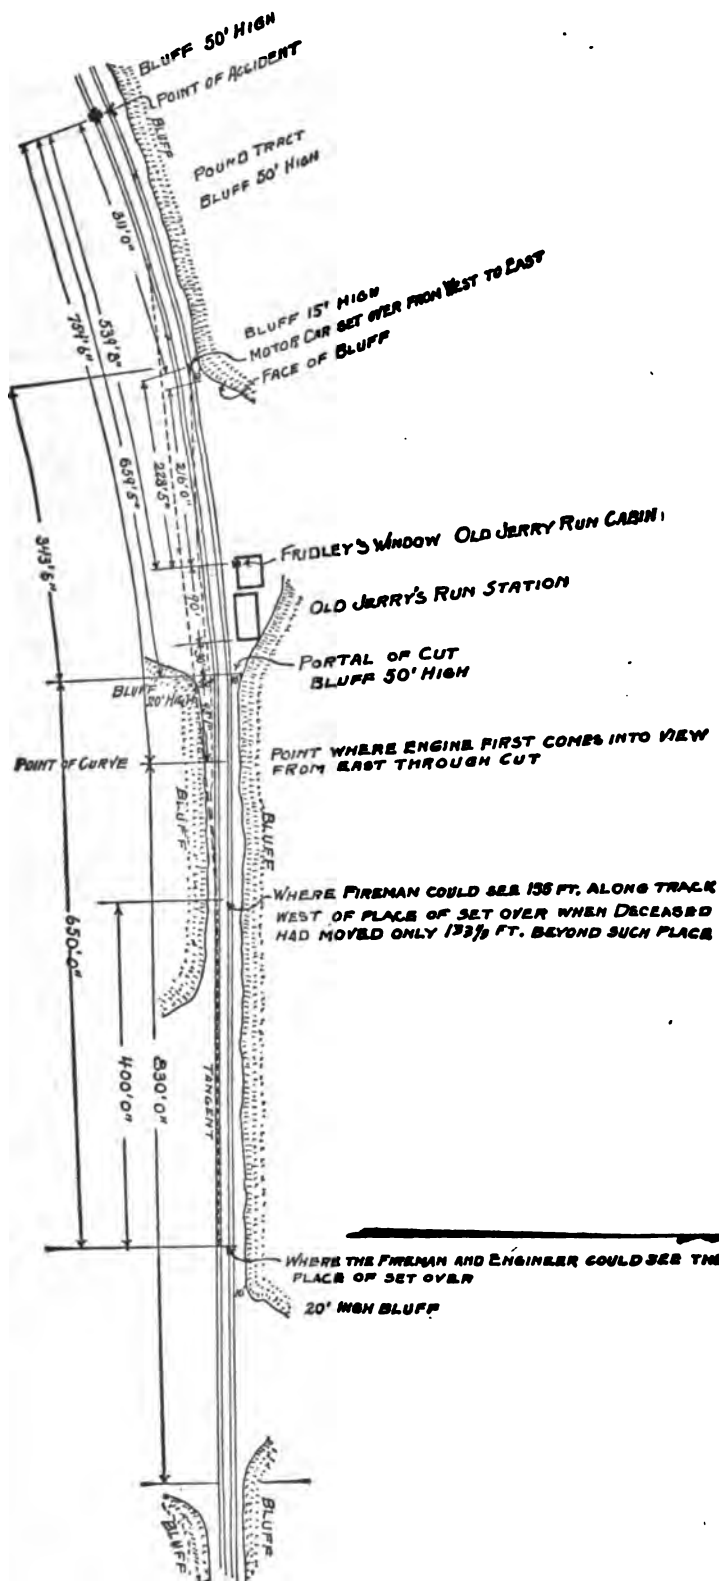 BLUFF 50' HIGH
POINT OF ACCIDENT
BLUFF
POUND TRACT
BLUFF 50' HIGH
311'0"
539'8"
759'6"
BLUFF 15' HIGH
MOTOR CAR SET OVER FROM WEST TO EAST
FACE OF BLUFF
659'5"
228'5"
216'0"
343'6"
FRIDLEY'S WINDOW OLD JERRY RUN CABIN
90'
OLD JERRY'S RUN STATION
PORTAL OF CUT
BLUFF 50' HIGH
BLUFF
20' HIGH
POINT OF CURVE
POINT WHERE ENGINE FIRST COMES INTO VIEW
FROM EAST THROUGH CUT
BLUFF
BLUFF
WHERE FIREMAN COULD SEE 155 FT. ALONG TRACK
WEST OF PLACE OF SET OVER WHEN DECEASED
HAD MOVED ONLY FT. BEYOND SUCH PLACE
650'0"
400'0"
830'0"
TANGENT
WHERE THE FIREMAN AND ENGINEER COULD SEE THE
PLACE OF SET OVER
20' HIGH BLUFF
BLUFF
BLUFF